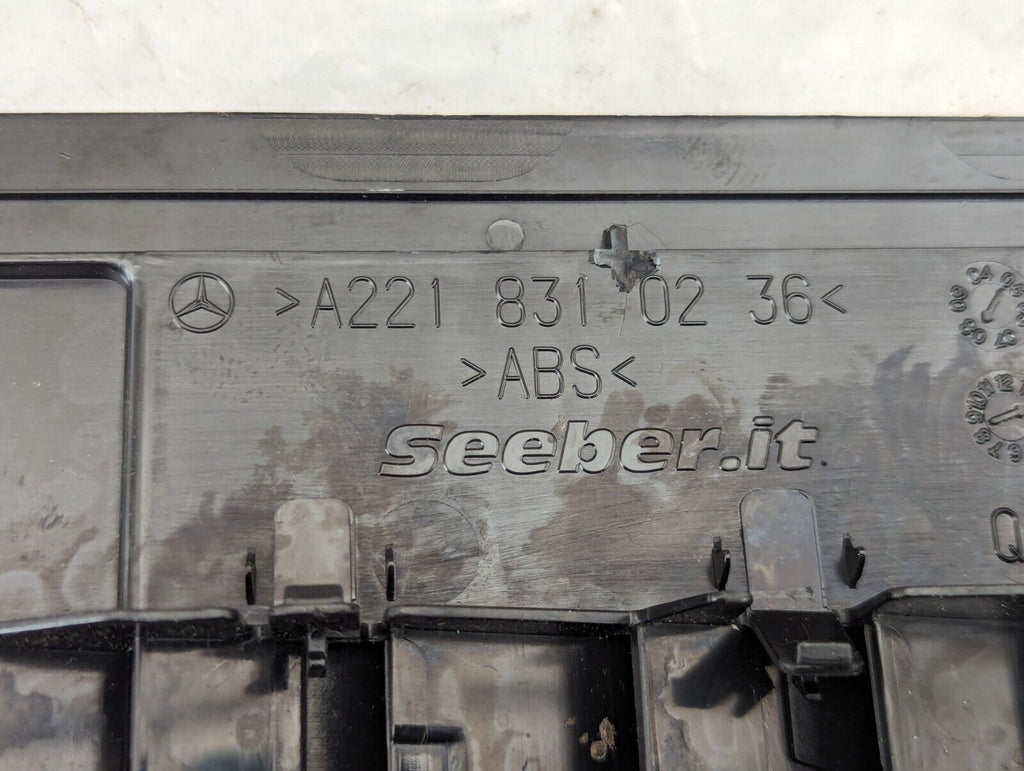 >A221 831 02 36<
>ABS<
Seeber.it
Q